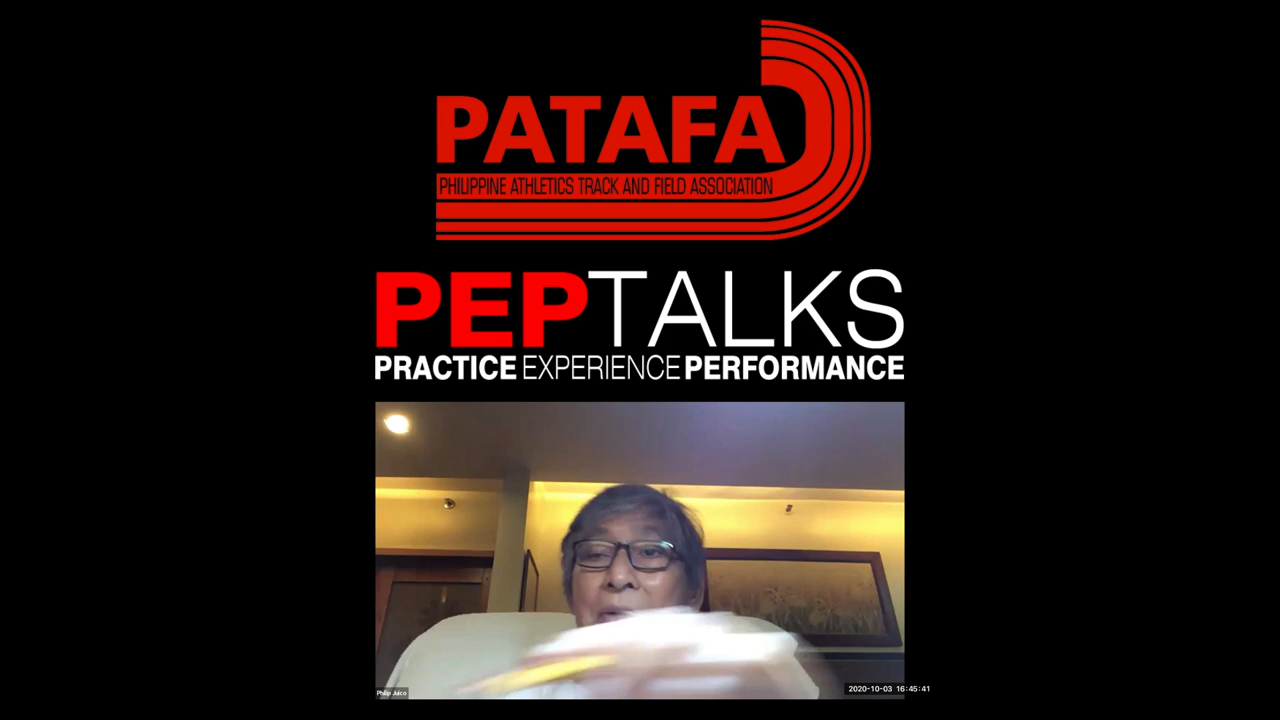 PATAFA
PHILIPPINE ATHLETICS TRACK AND FIELD ASSOCIATION
PEPTALKS
PRACTICE EXPERIENCE PERFORMANCE
Philip Juico
2020-10-03 16:45:41